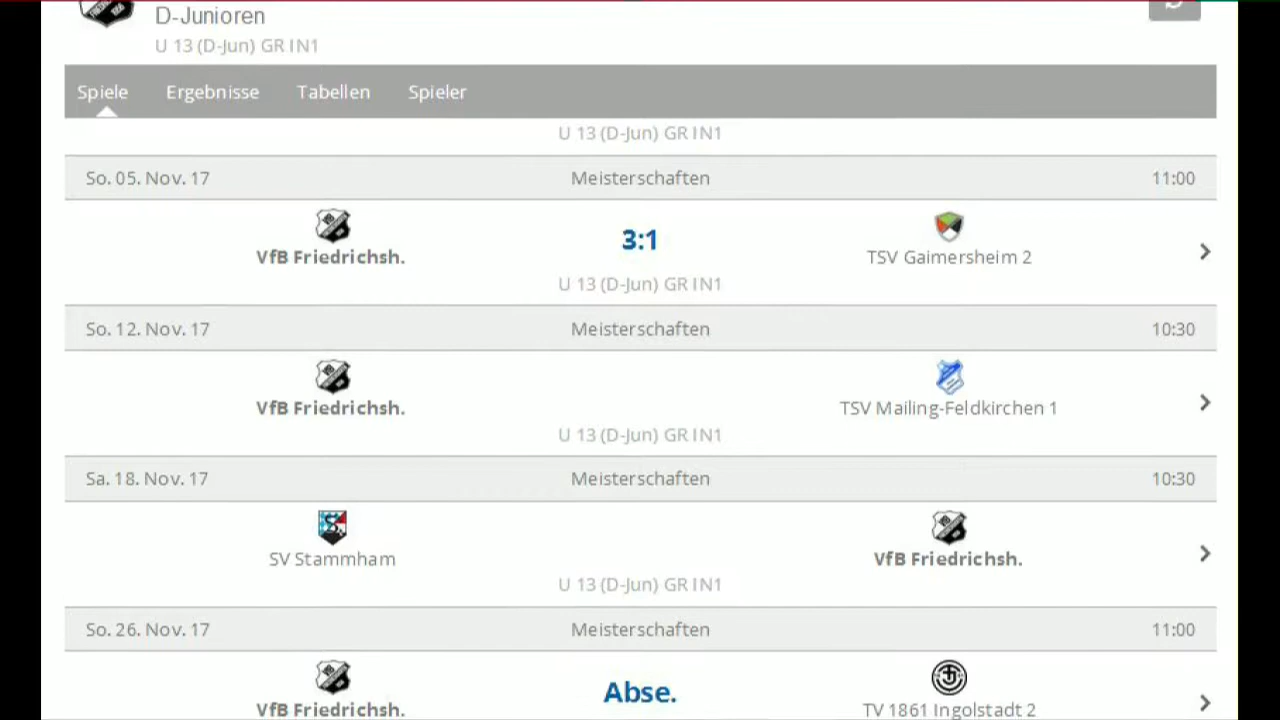 D-Junioren
U 13 (D-Jun) GR IN1
Spiele Ergebnisse Tabellen Spieler
U 13 (D-Jun) GR IN1
So. 05. Nov. 17 Meisterschaften 11:00
VfB Friedrichsh. 3:1 TSV Gaimersheim 2
U 13 (D-Jun) GR IN1
So. 12. Nov. 17 Meisterschaften 10:30
VfB Friedrichsh. TSV Mailing-Feldkirchen 1
U 13 (D-Jun) GR IN1
Sa. 18. Nov. 17 Meisterschaften 10:30
SV Stammham VfB Friedrichsh.
U 13 (D-Jun) GR IN1
So. 26. Nov. 17 Meisterschaften 11:00
VfB Friedrichsh. Abse. TV 1861 Ingolstadt 2